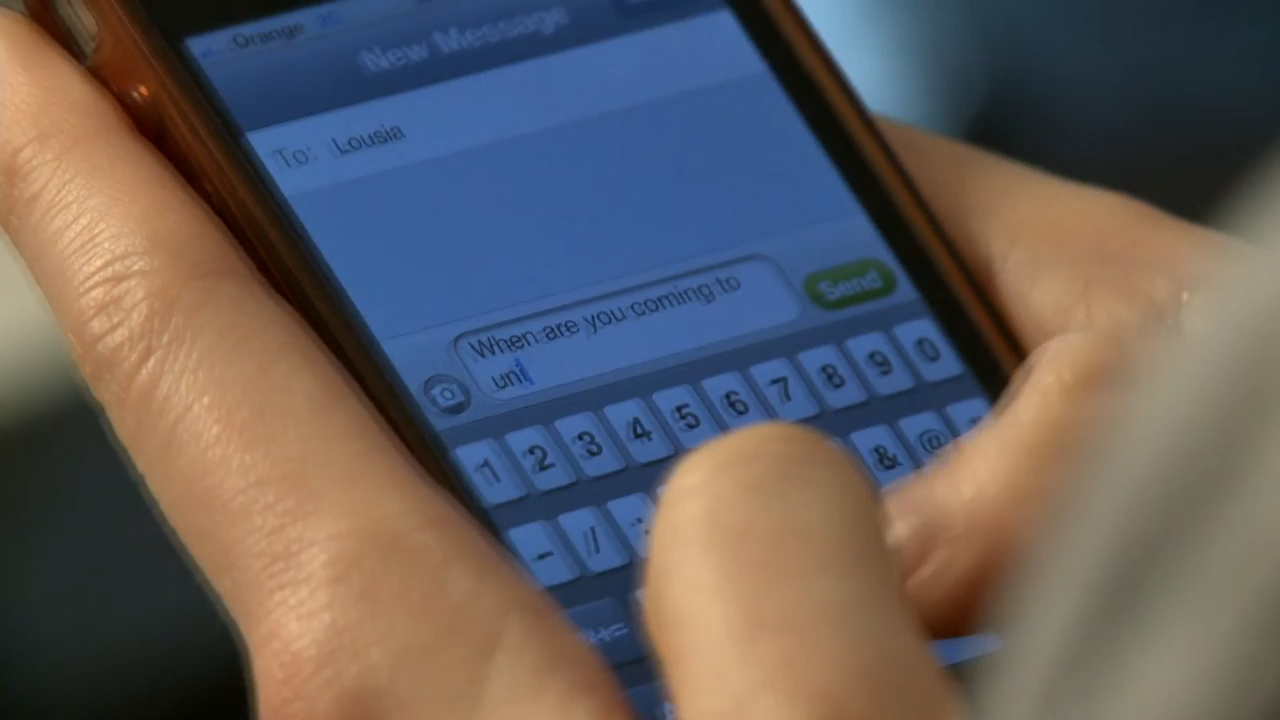 Orange 3G
New Message
To: Lousia
When are you coming to
uni
Send
1 2 3 4 5 6 7 8 9 0
- / : & @
#+=